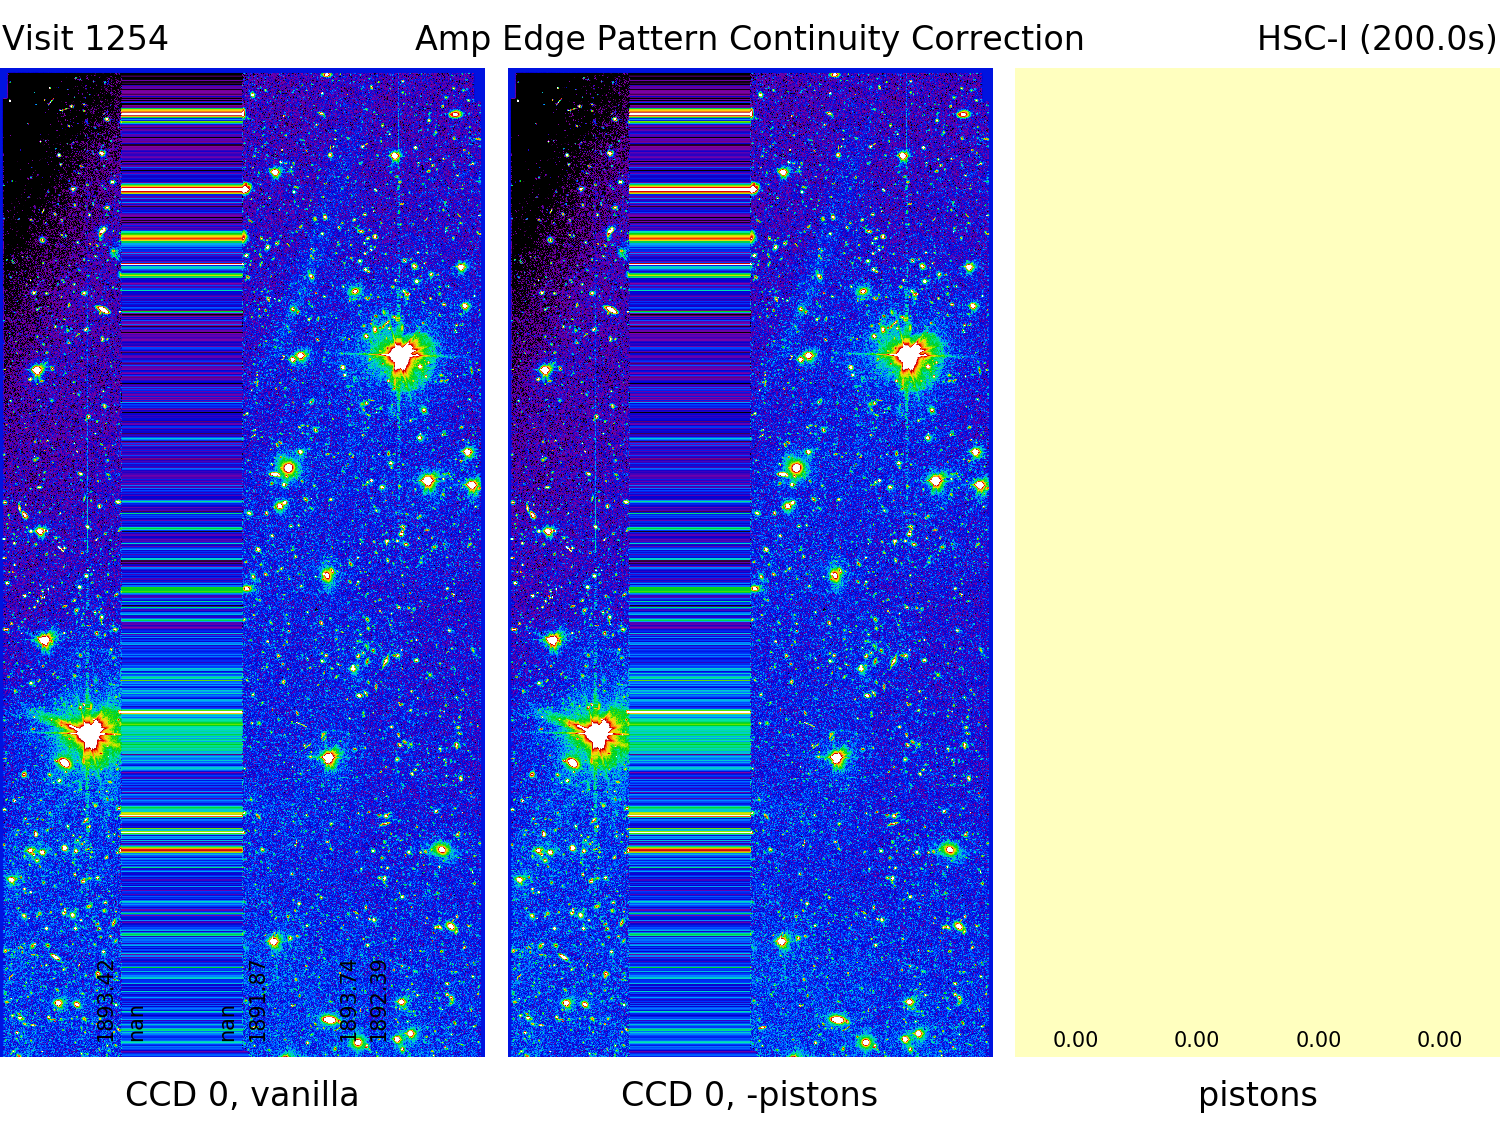 Visit 1254
Amp Edge Pattern Continuity Correction
HSC-I (200.0s)
1893.42
nan
nan
1891.87
1893.74
1892.39
0.00
0.00
0.00
0.00
CCD 0, vanilla
CCD 0, -pistons
pistons